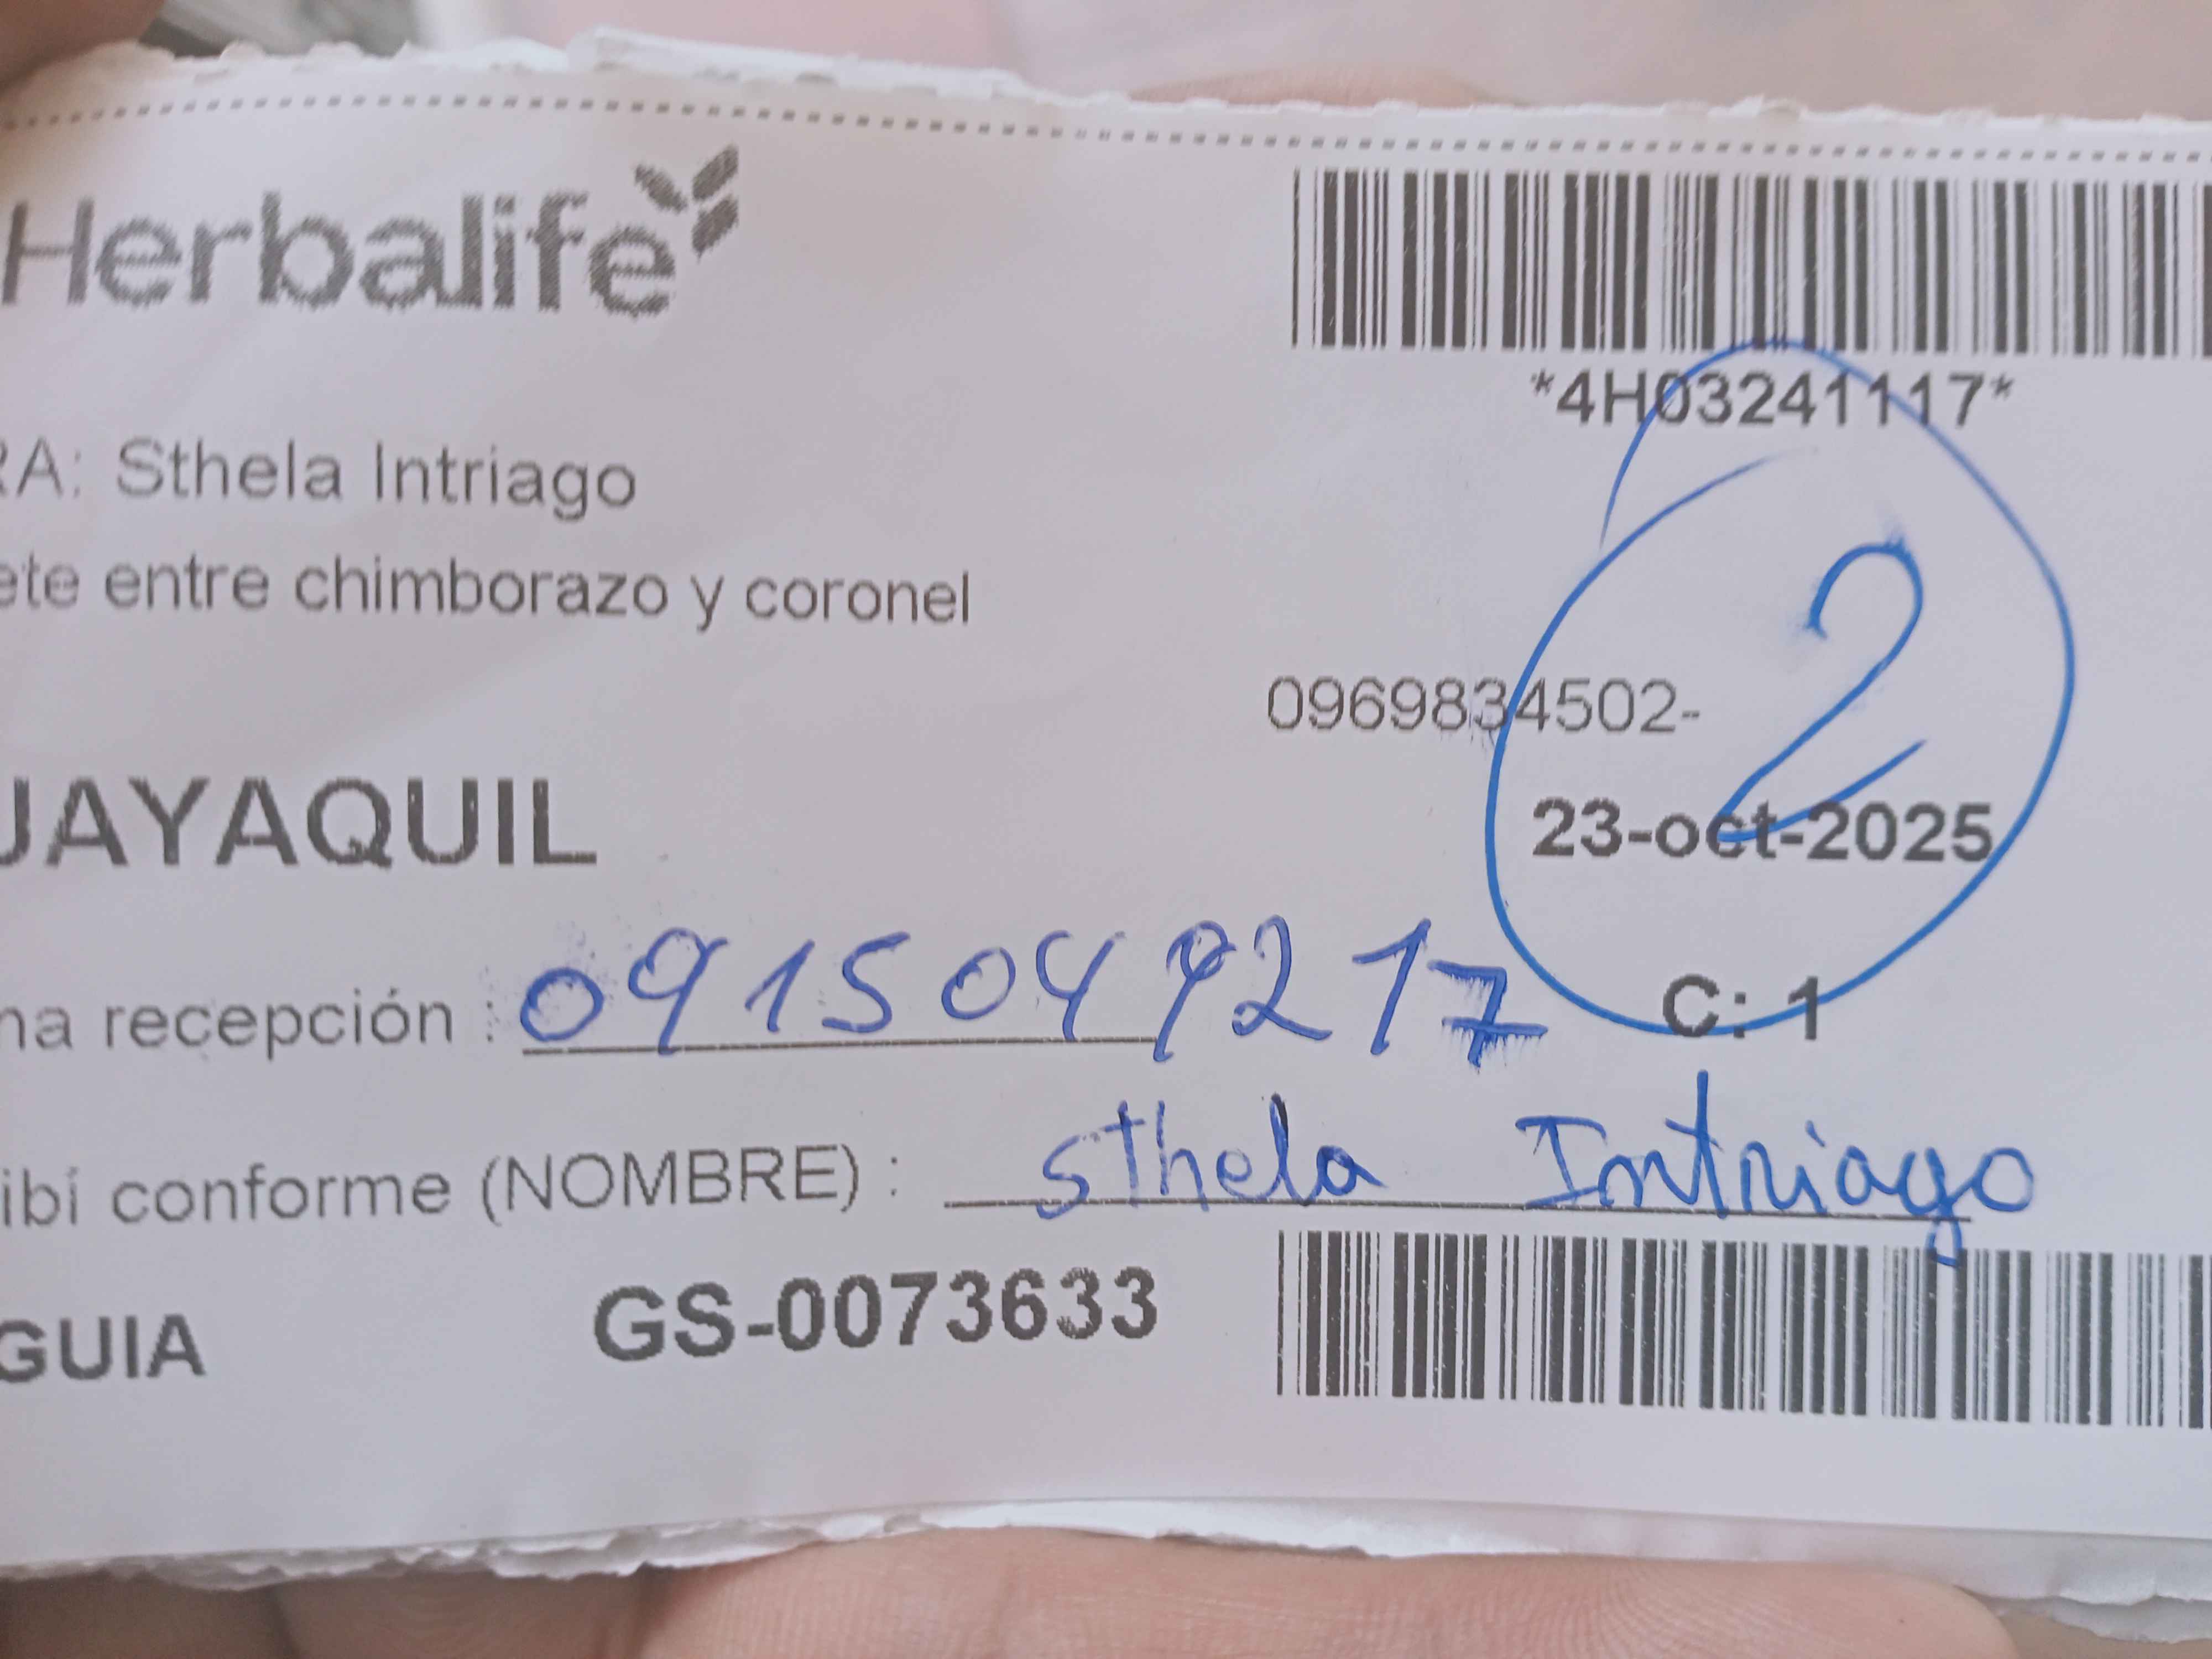 Herbalife
*4H03241117*
RA: Sthela Intriago
ete entre chimborazo y coronel
0969834502-
2
UAYAQUIL
23-oct-2025
na recepción : 0915049217
C: 1
ibí conforme (NOMBRE) : Sthela Intriago
GUIA GS-0073633